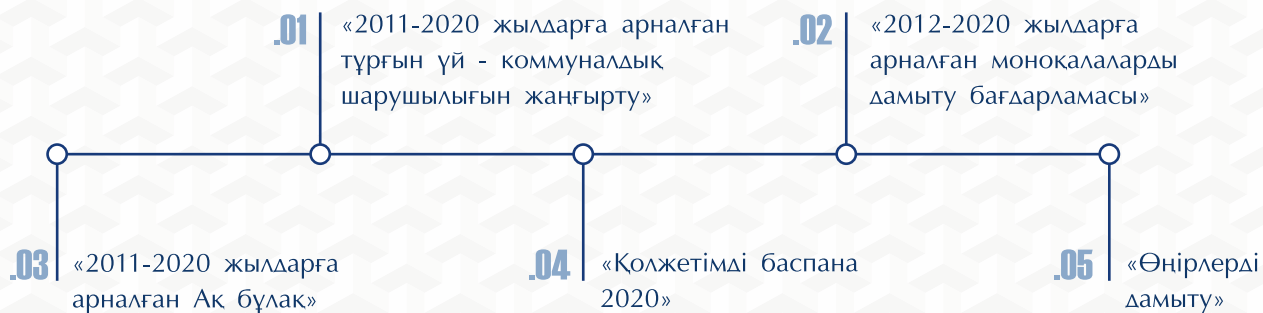 .01
«2011-2020 жылдарға арналған
тұрғын үй - коммуналдық
шарушылығын жаңғырту»
.02
«2012-2020 жылдарға
арналған моноқалаларды
дамыту бағдарламасы»
.03
«2011-2020 жылдарға
арналған Ақ бұлақ»
.04
«Қолжетімді баспана
2020»
.05
«Өңірлерді
дамыту»